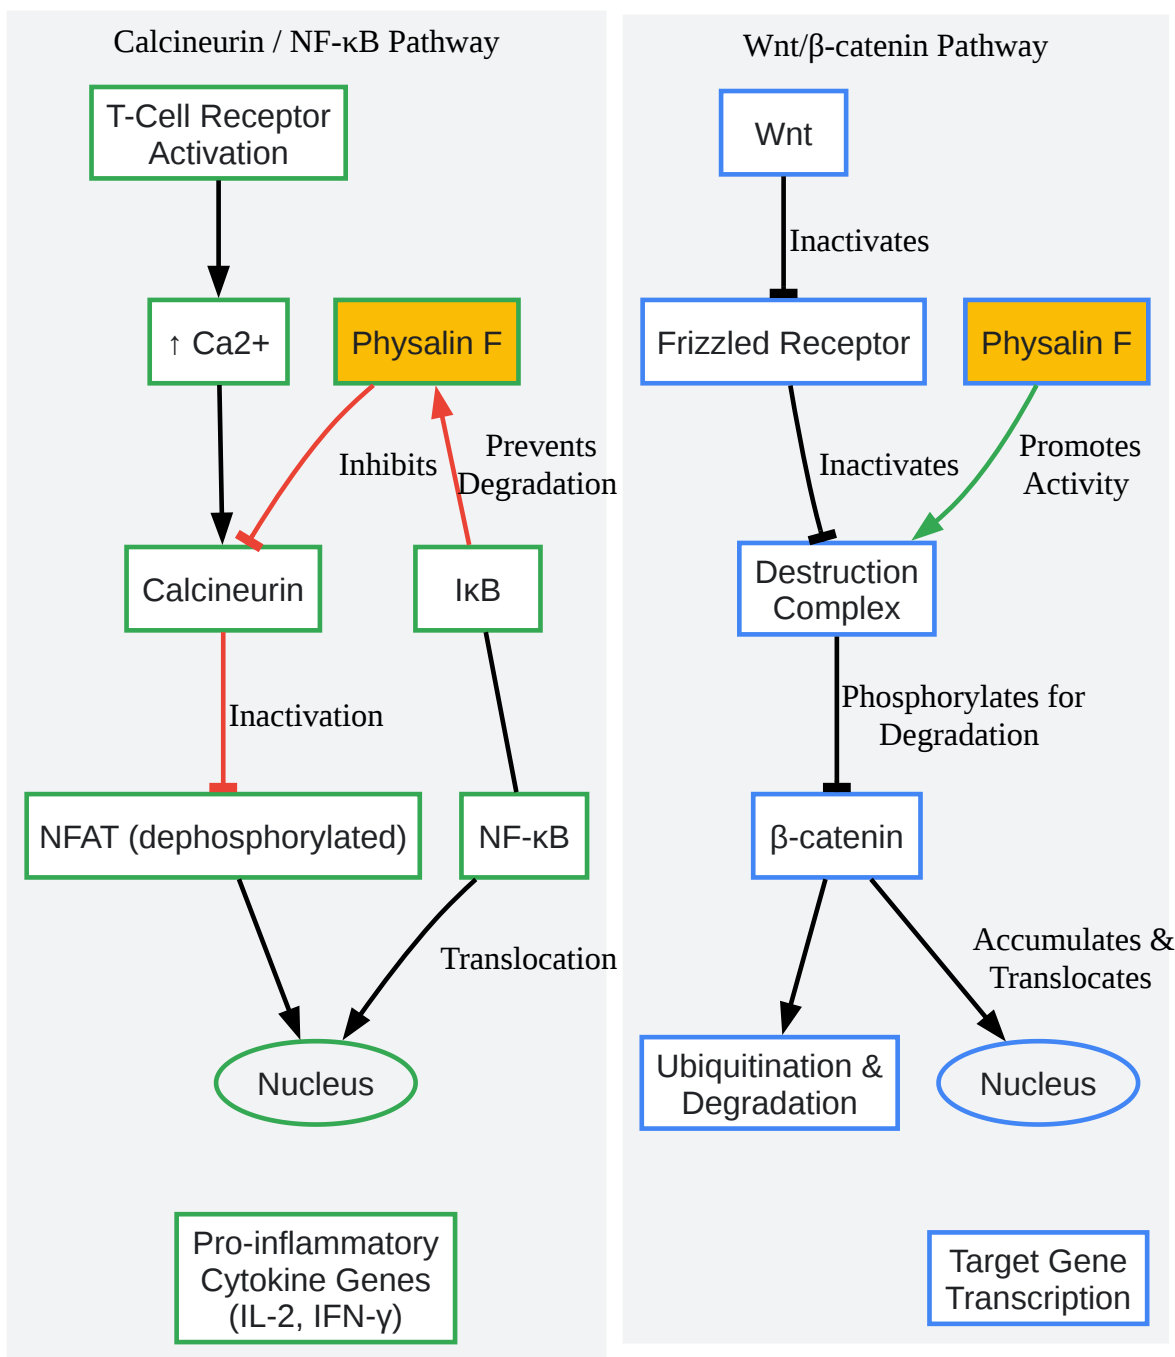 Calcineurin / NF-κB Pathway
T-Cell Receptor
Activation
↑ Ca2+
Physalin F
Inhibits
Prevents
Degradation
Calcineurin
IκB
Inactivation
NFAT (dephosphorylated)
NF-κB
Translocation
Nucleus
Pro-inflammatory
Cytokine Genes
(IL-2, IFN-γ)
Wnt/β-catenin Pathway
Wnt
Inactivates
Frizzled Receptor
Physalin F
Inactivates
Promotes
Activity
Destruction
Complex
Phosphorylates for
Degradation
β-catenin
Accumulates &
Translocates
Ubiquitination &
Degradation
Nucleus
Target Gene
Transcription